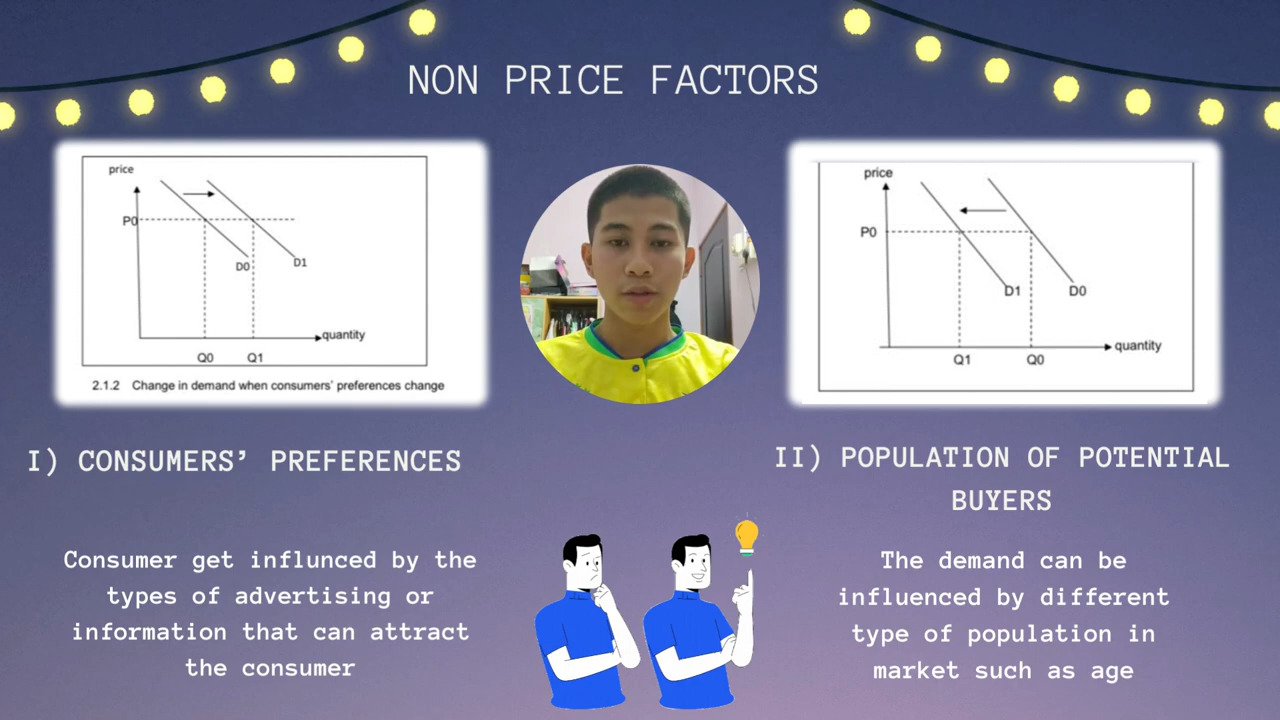 NON PRICE FACTORS
price
P0
D0
D1
quantity
Q0 Q1
2.1.2 Change in demand when consumers' preferences change
price
P0
D1 D0
quantity
Q1 Q0
I) CONSUMERS’ PREFERENCES
Consumer get influnced by the
types of advertising or
information that can attract
the consumer
II) POPULATION OF POTENTIAL
BUYERS
The demand can be
influenced by different
type of population in
market such as age